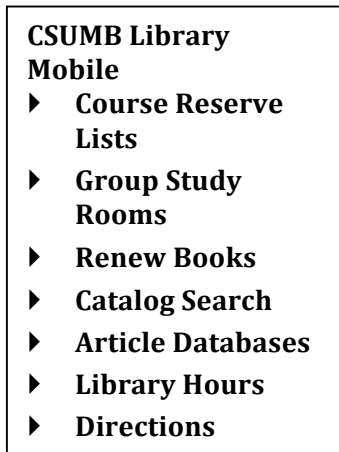 CSUMB Library
Mobile
‣ Course Reserve
Lists
‣ Group Study
Rooms
‣ Renew Books
‣ Catalog Search
‣ Article Databases
‣ Library Hours
‣ Directions